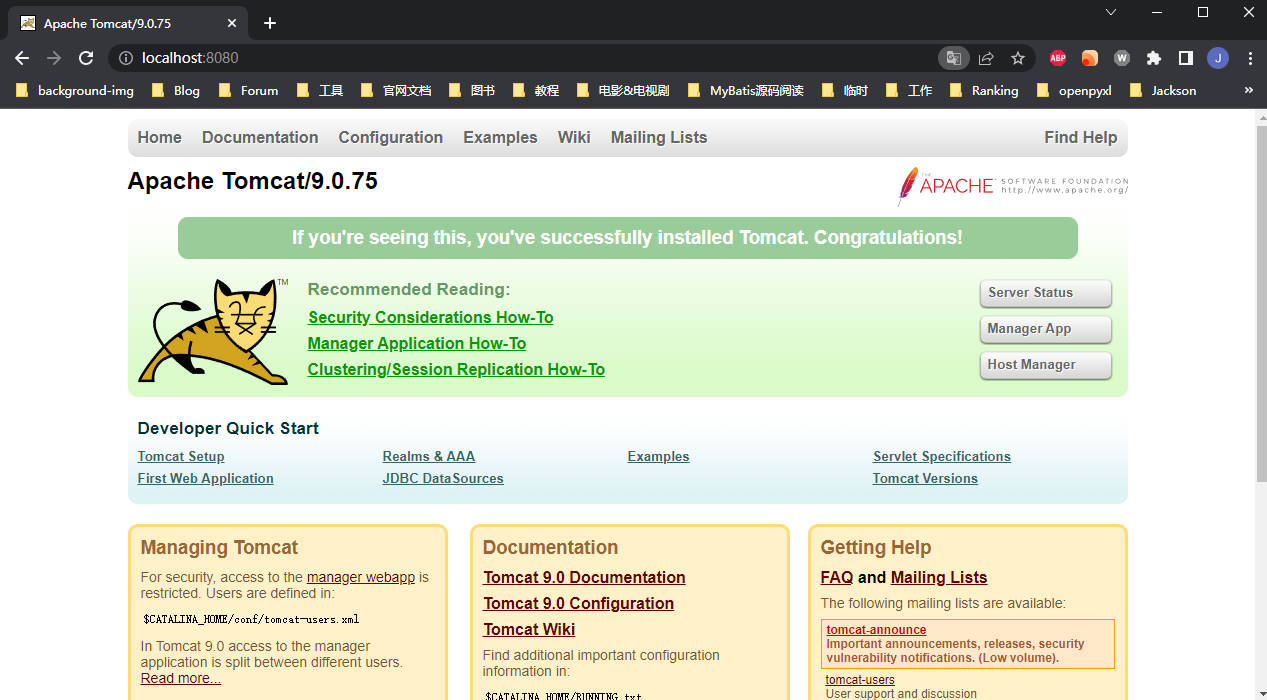 Apache Tomcat/9.0.75
localhost:8080
ABP
W
J
background-img Blog Forum 工具 官网文档 图书 教程 电影&电视剧 MyBatis源码阅读 临时 工作 Ranking openpyxl Jackson »
Home Documentation Configuration Examples Wiki Mailing Lists Find Help
Apache Tomcat/9.0.75
THE
APACHE SOFTWARE FOUNDATION
http://www.apache.org/
If you're seeing this, you've successfully installed Tomcat. Congratulations!
TM
Recommended Reading:
Security Considerations How-To
Manager Application How-To
Clustering/Session Replication How-To
Server Status
Manager App
Host Manager
Developer Quick Start
Tomcat Setup
First Web Application
Realms & AAA
JDBC DataSources
Examples
Servlet Specifications
Tomcat Versions
Managing Tomcat
For security, access to the manager webapp is
restricted. Users are defined in:
$CATALINA_HOME/conf/tomcat-users.xml
In Tomcat 9.0 access to the manager
application is split between different users.
Read more...
Documentation
Tomcat 9.0 Documentation
Tomcat 9.0 Configuration
Tomcat Wiki
Find additional important configuration
information in:
$CATALINA_HOME/RUNNING.txt
Getting Help
FAQ and Mailing Lists
The following mailing lists are available:
tomcat-announce
Important announcements, releases, security
vulnerability notifications. (Low volume).
tomcat-users
User support and discussion